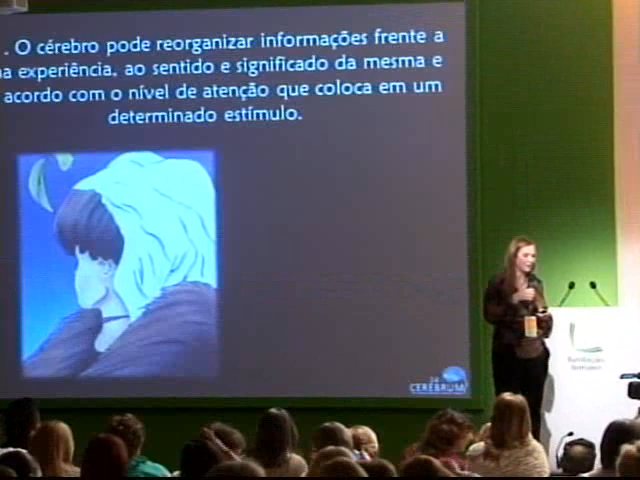 . O cérebro pode reorganizar informações frente a
experiência, ao sentido e significado da mesma e
acordo com o nível de atenção que coloca em um
determinado estímulo.
CEREBRUM